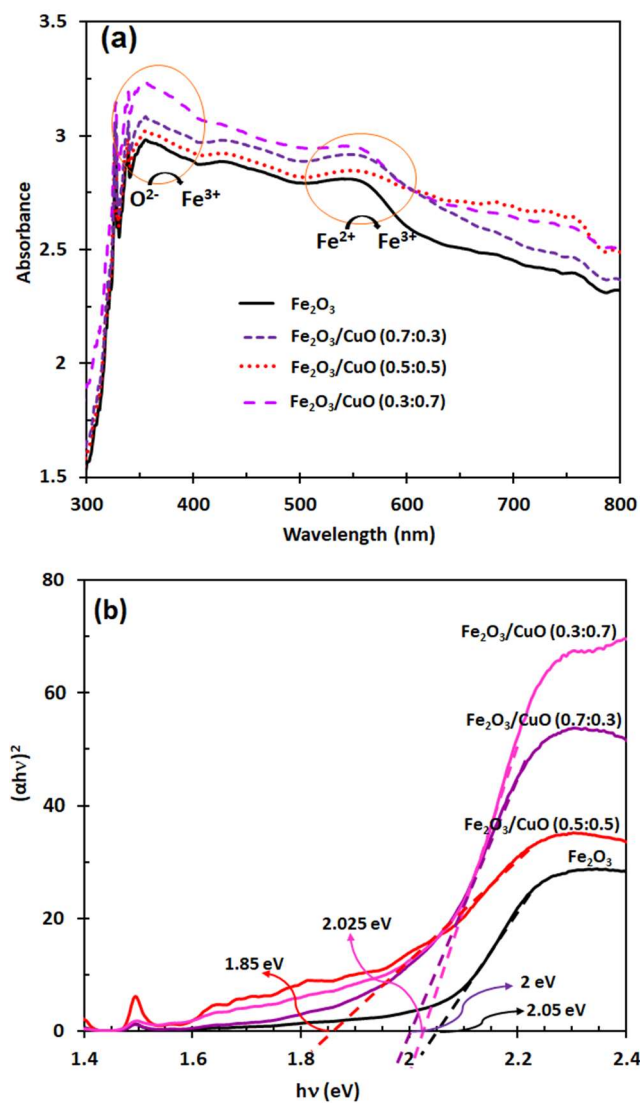 (a)
3.5
3
2.5
2
1.5
Absorbance
O²⁻ Fe³⁺
Fe²⁺ Fe³⁺
Fe₂O₃
Fe₂O₃/CuO (0.7:0.3)
Fe₂O₃/CuO (0.5:0.5)
Fe₂O₃/CuO (0.3:0.7)
300 400 500 600 700 800
Wavelength (nm)
(b)
80
60
40
20
0
(αhν)²
Fe₂O₃/CuO (0.3:0.7)
Fe₂O₃/CuO (0.7:0.3)
Fe₂O₃/CuO (0.5:0.5)
Fe₂O₃
2.025 eV
1.85 eV
2 eV
2.05 eV
1.4 1.6 1.8 2.0 2.2 2.4
hν (eV)